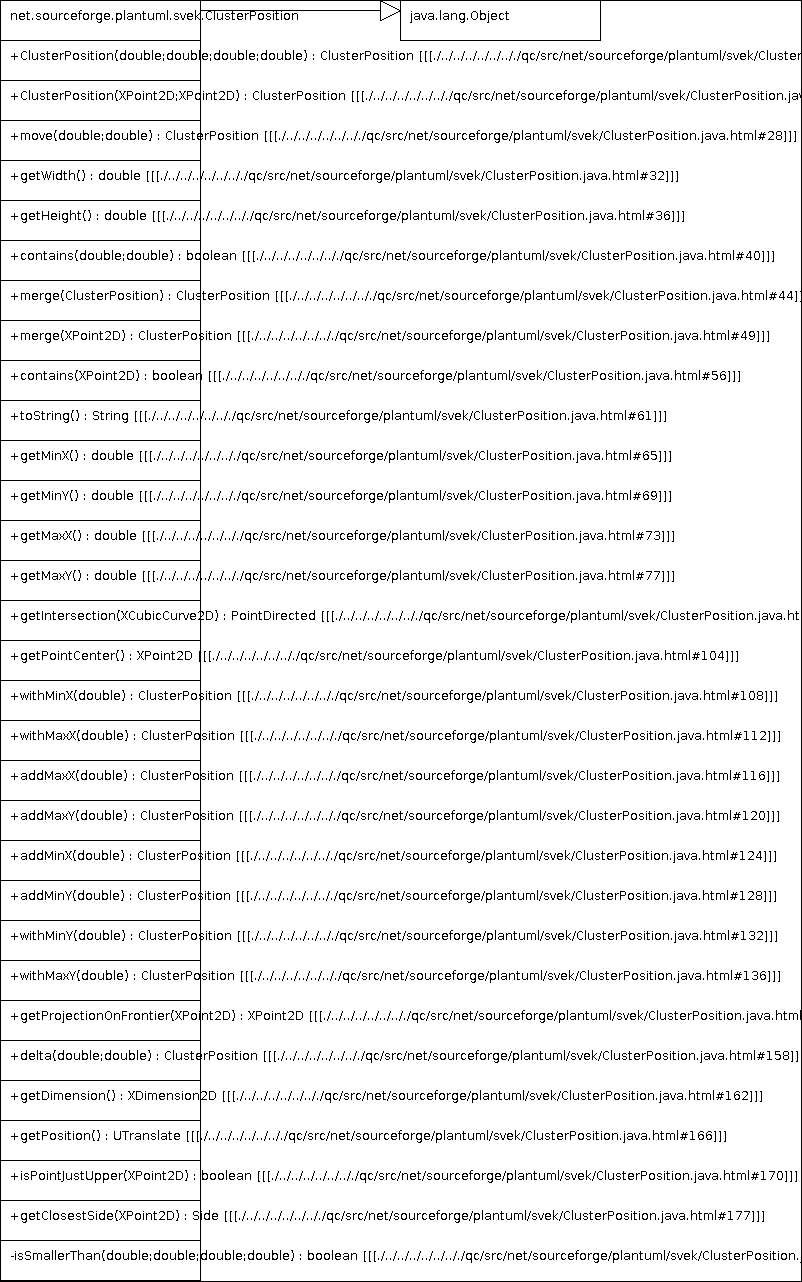 net.sourceforge.plantuml.svek.ClusterPosition
java.lang.Object
+ClusterPosition(double;double;double;double) : ClusterPosition [[[./../../../../../../qc/src/net/sourceforge/plantuml/svek/Cluster
+ClusterPosition(XPoint2D;XPoint2D) : ClusterPosition [[[./../../../../../../qc/src/net/sourceforge/plantuml/svek/ClusterPosition.jav
+move(double;double) : ClusterPosition [[[./../../../../../../qc/src/net/sourceforge/plantuml/svek/ClusterPosition.java.html#28]]]
+getWidth() : double [[[./../../../../../../qc/src/net/sourceforge/plantuml/svek/ClusterPosition.java.html#32]]]
+getHeight() : double [[[./../../../../../../qc/src/net/sourceforge/plantuml/svek/ClusterPosition.java.html#36]]]
+contains(double;double) : boolean [[[./../../../../../../qc/src/net/sourceforge/plantuml/svek/ClusterPosition.java.html#40]]]
+merge(ClusterPosition) : ClusterPosition [[[./../../../../../../qc/src/net/sourceforge/plantuml/svek/ClusterPosition.java.html#44]]
+merge(XPoint2D) : ClusterPosition [[[./../../../../../../qc/src/net/sourceforge/plantuml/svek/ClusterPosition.java.html#49]]]
+contains(XPoint2D) : boolean [[[./../../../../../../qc/src/net/sourceforge/plantuml/svek/ClusterPosition.java.html#56]]]
+toString() : String [[[./../../../../../../qc/src/net/sourceforge/plantuml/svek/ClusterPosition.java.html#61]]]
+getMinX() : double [[[./../../../../../../qc/src/net/sourceforge/plantuml/svek/ClusterPosition.java.html#65]]]
+getMinY() : double [[[./../../../../../../qc/src/net/sourceforge/plantuml/svek/ClusterPosition.java.html#69]]]
+getMaxX() : double [[[./../../../../../../qc/src/net/sourceforge/plantuml/svek/ClusterPosition.java.html#73]]]
+getMaxY() : double [[[./../../../../../../qc/src/net/sourceforge/plantuml/svek/ClusterPosition.java.html#77]]]
+getIntersection(XCubicCurve2D) : PointDirected [[[./../../../../../../qc/src/net/sourceforge/plantuml/svek/ClusterPosition.java.ht
+getPointCenter() : XPoint2D [[[./../../../../../../qc/src/net/sourceforge/plantuml/svek/ClusterPosition.java.html#104]]]
+withMinX(double) : ClusterPosition [[[./../../../../../../qc/src/net/sourceforge/plantuml/svek/ClusterPosition.java.html#108]]]
+withMaxX(double) : ClusterPosition [[[./../../../../../../qc/src/net/sourceforge/plantuml/svek/ClusterPosition.java.html#112]]]
+addMaxX(double) : ClusterPosition [[[./../../../../../../qc/src/net/sourceforge/plantuml/svek/ClusterPosition.java.html#116]]]
+addMaxY(double) : ClusterPosition [[[./../../../../../../qc/src/net/sourceforge/plantuml/svek/ClusterPosition.java.html#120]]]
+addMinX(double) : ClusterPosition [[[./../../../../../../qc/src/net/sourceforge/plantuml/svek/ClusterPosition.java.html#124]]]
+addMinY(double) : ClusterPosition [[[./../../../../../../qc/src/net/sourceforge/plantuml/svek/ClusterPosition.java.html#128]]]
+withMinY(double) : ClusterPosition [[[./../../../../../../qc/src/net/sourceforge/plantuml/svek/ClusterPosition.java.html#132]]]
+withMaxY(double) : ClusterPosition [[[./../../../../../../qc/src/net/sourceforge/plantuml/svek/ClusterPosition.java.html#136]]]
+getProjectionOnFrontier(XPoint2D) : XPoint2D [[[./../../../../../../qc/src/net/sourceforge/plantuml/svek/ClusterPosition.java.html
+delta(double;double) : ClusterPosition [[[./../../../../../../qc/src/net/sourceforge/plantuml/svek/ClusterPosition.java.html#158]]]
+getDimension() : XDimension2D [[[./../../../../../../qc/src/net/sourceforge/plantuml/svek/ClusterPosition.java.html#162]]]
+getPosition() : UTranslate [[[./../../../../../../qc/src/net/sourceforge/plantuml/svek/ClusterPosition.java.html#166]]]
+isPointJustUpper(XPoint2D) : boolean [[[./../../../../../../qc/src/net/sourceforge/plantuml/svek/ClusterPosition.java.html#170]]]
+getClosestSide(XPoint2D) : Side [[[./../../../../../../qc/src/net/sourceforge/plantuml/svek/ClusterPosition.java.html#177]]]
-isSmallerThan(double;double;double;double) : boolean [[[./../../../../../../qc/src/net/sourceforge/plantuml/svek/ClusterPosition.